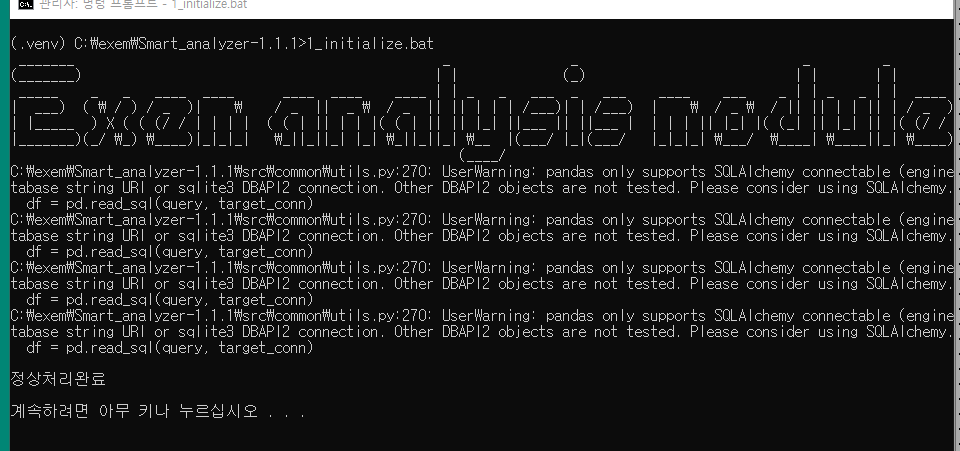 관리자: 명령 프롬프트 - 1_initialize.bat
(.venv) C:\exem\Smart_analyzer-1.1.1>1_initialize.bat
Exem analysis module
C:\exem\Smart_analyzer-1.1.1\src\common\utils.py:270: UserWarning: pandas only supports SQLAlchemy connectable (engine
tabase string URI or sqlite3 DBAPI2 connection. Other DBAPI2 objects are not tested. Please consider using SQLAlchemy.
df = pd.read_sql(query, target_conn)
C:\exem\Smart_analyzer-1.1.1\src\common\utils.py:270: UserWarning: pandas only supports SQLAlchemy connectable (engine
tabase string URI or sqlite3 DBAPI2 connection. Other DBAPI2 objects are not tested. Please consider using SQLAlchemy.
df = pd.read_sql(query, target_conn)
C:\exem\Smart_analyzer-1.1.1\src\common\utils.py:270: UserWarning: pandas only supports SQLAlchemy connectable (engine
tabase string URI or sqlite3 DBAPI2 connection. Other DBAPI2 objects are not tested. Please consider using SQLAlchemy.
df = pd.read_sql(query, target_conn)
C:\exem\Smart_analyzer-1.1.1\src\common\utils.py:270: UserWarning: pandas only supports SQLAlchemy connectable (engine
tabase string URI or sqlite3 DBAPI2 connection. Other DBAPI2 objects are not tested. Please consider using SQLAlchemy.
df = pd.read_sql(query, target_conn)
정상처리완료
계속하려면 아무 키나 누르십시오 . . .